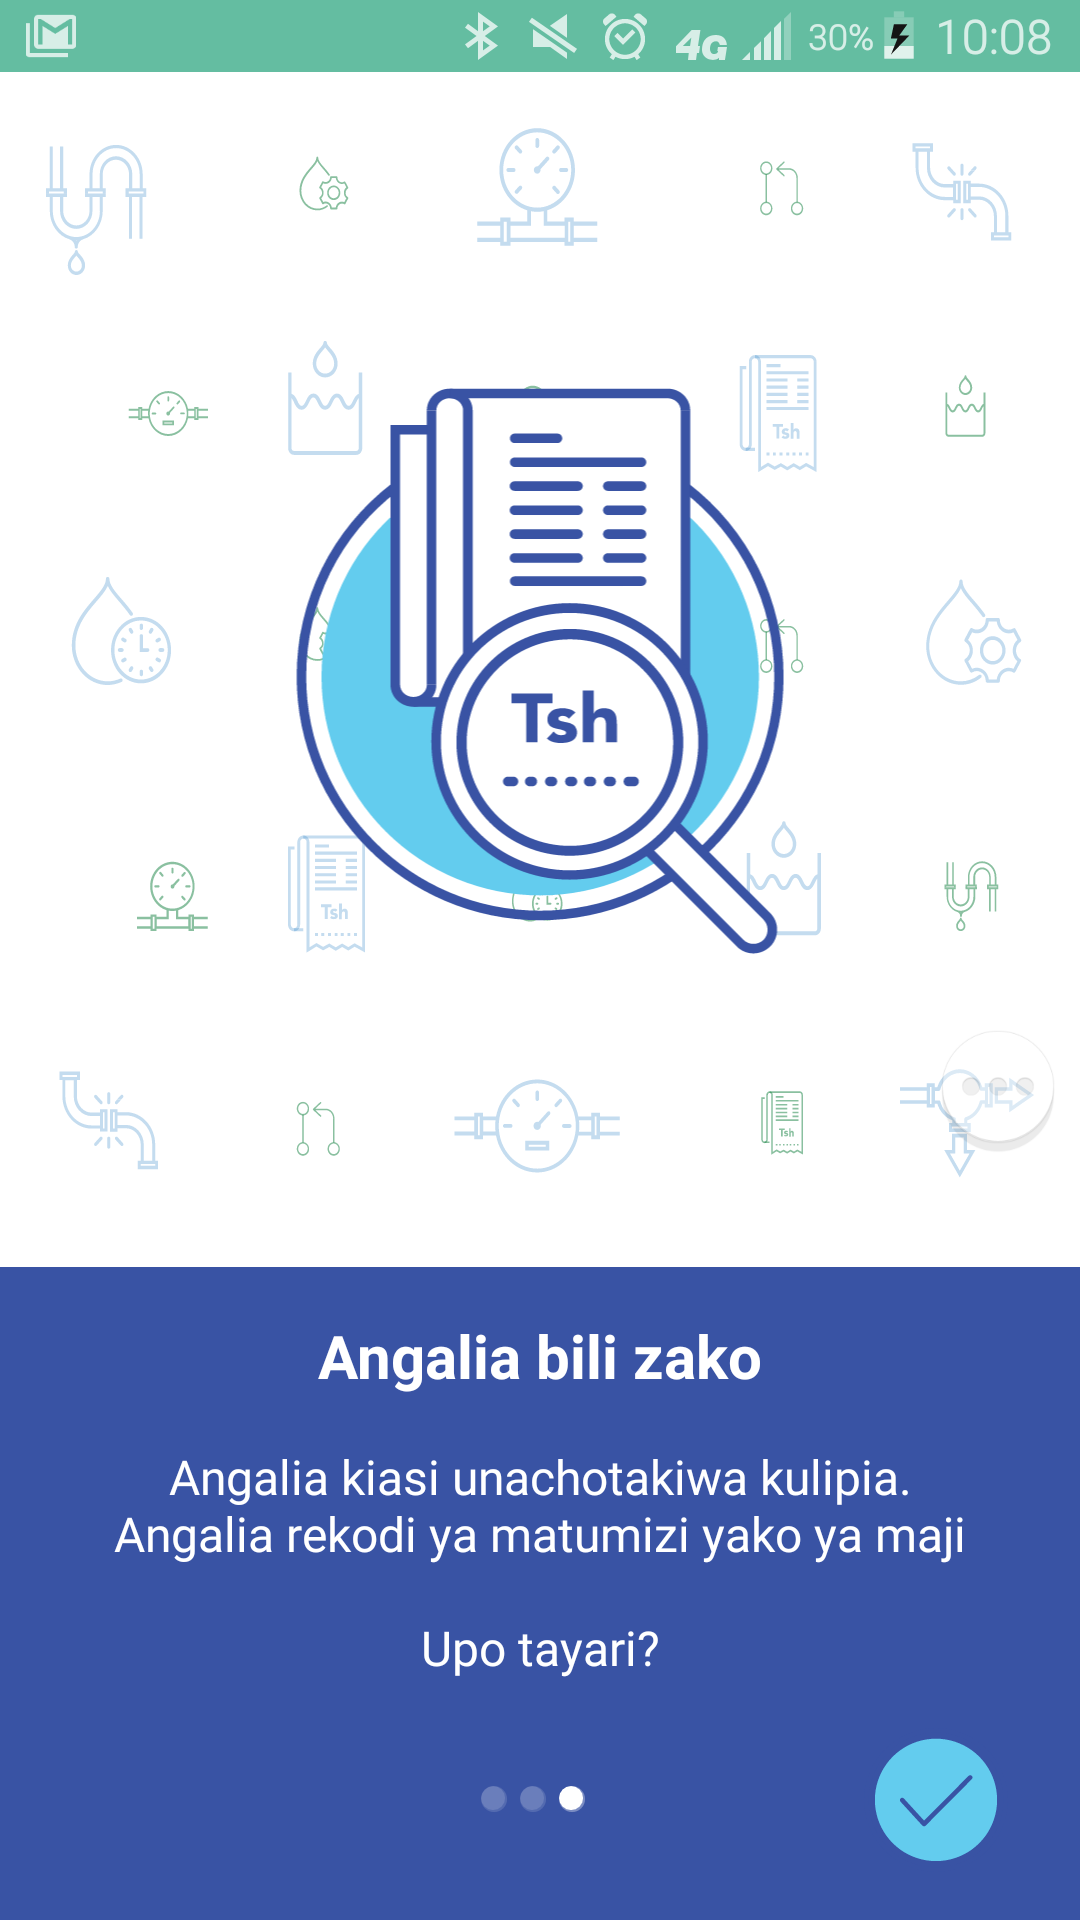 4G
30%
10:08
Tsh
Tsh
Tsh
Tsh
Angalia bili zako
Angalia kiasi unachotakiwa kulipia.
Angalia rekodi ya matumizi yako ya maji
Upo tayari?